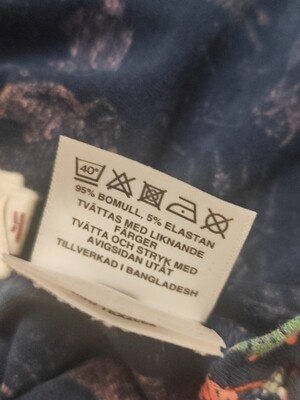 40°
95% BOMULL, 5% ELASTAN
TVÄTTAS MED LIKNANDE
FÄRGER
TVÄTTA OCH STRYK MED
AVIGSIDAN UTÅT
TILLVERKAD I BANGLADESH